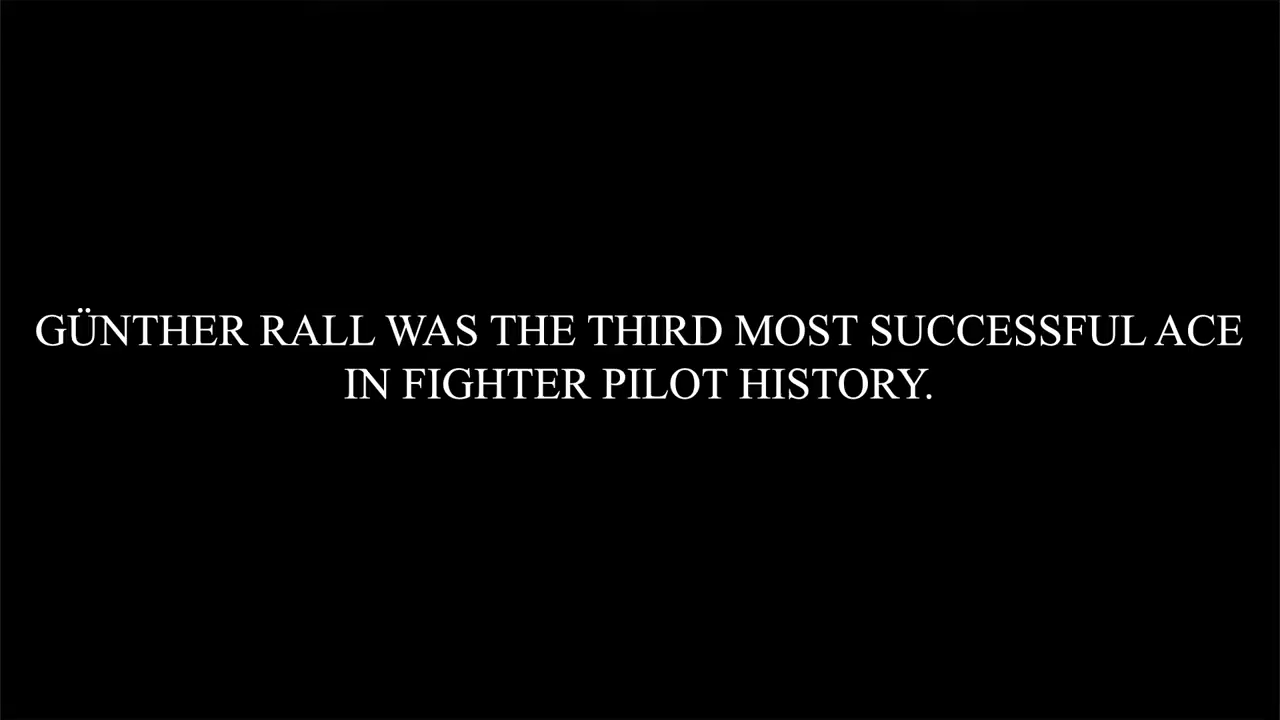 GÜNTHER RALL WAS THE THIRD MOST SUCCESSFUL ACE
IN FIGHTER PILOT HISTORY.